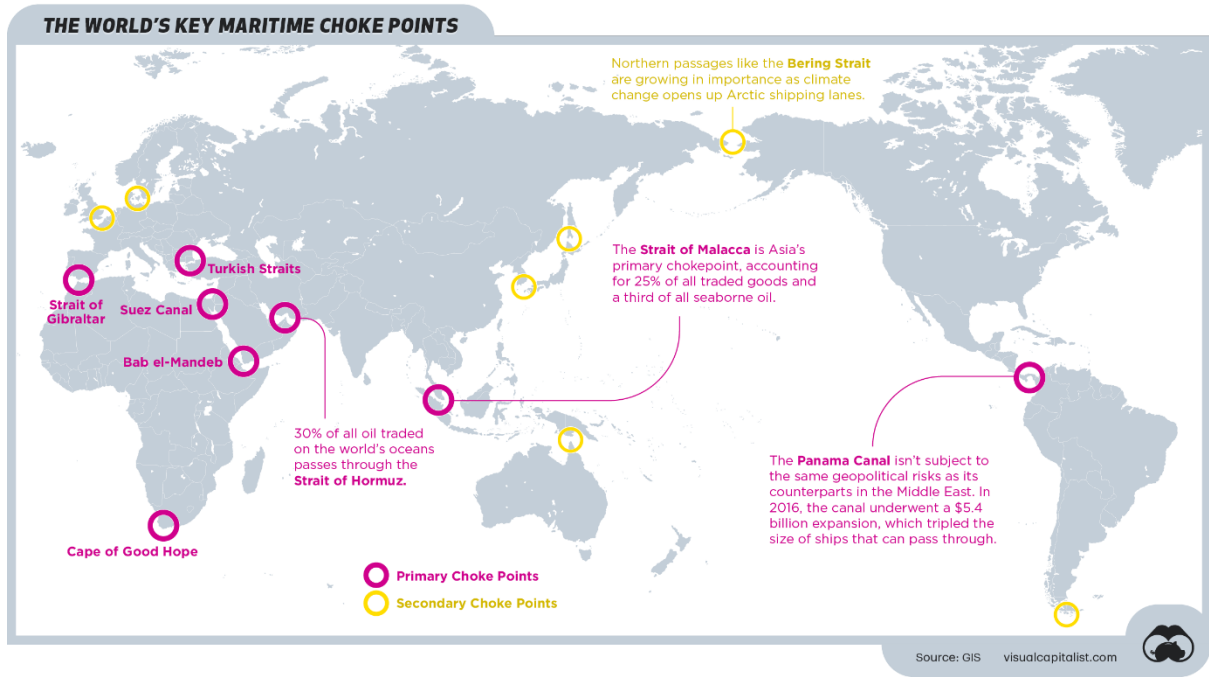 THE WORLD'S KEY MARITIME CHOKE POINTS
Northern passages like the Bering Strait
are growing in importance as climate
change opens up Arctic shipping lanes.
The Strait of Malacca is Asia's
primary chokepoint, accounting
for 25% of all traded goods and
a third of all seaborne oil.
Turkish Straits
Strait of
Gibraltar
Suez Canal
Bab el-Mandeb
30% of all oil traded
on the world's oceans
passes through the
Strait of Hormuz.
The Panama Canal isn't subject to
the same geopolitical risks as its
counterparts in the Middle East. In
2016, the canal underwent a $5.4
billion expansion, which tripled the
size of ships that can pass through.
Cape of Good Hope
Primary Choke Points
Secondary Choke Points
Source: GIS visualcapitalist.com